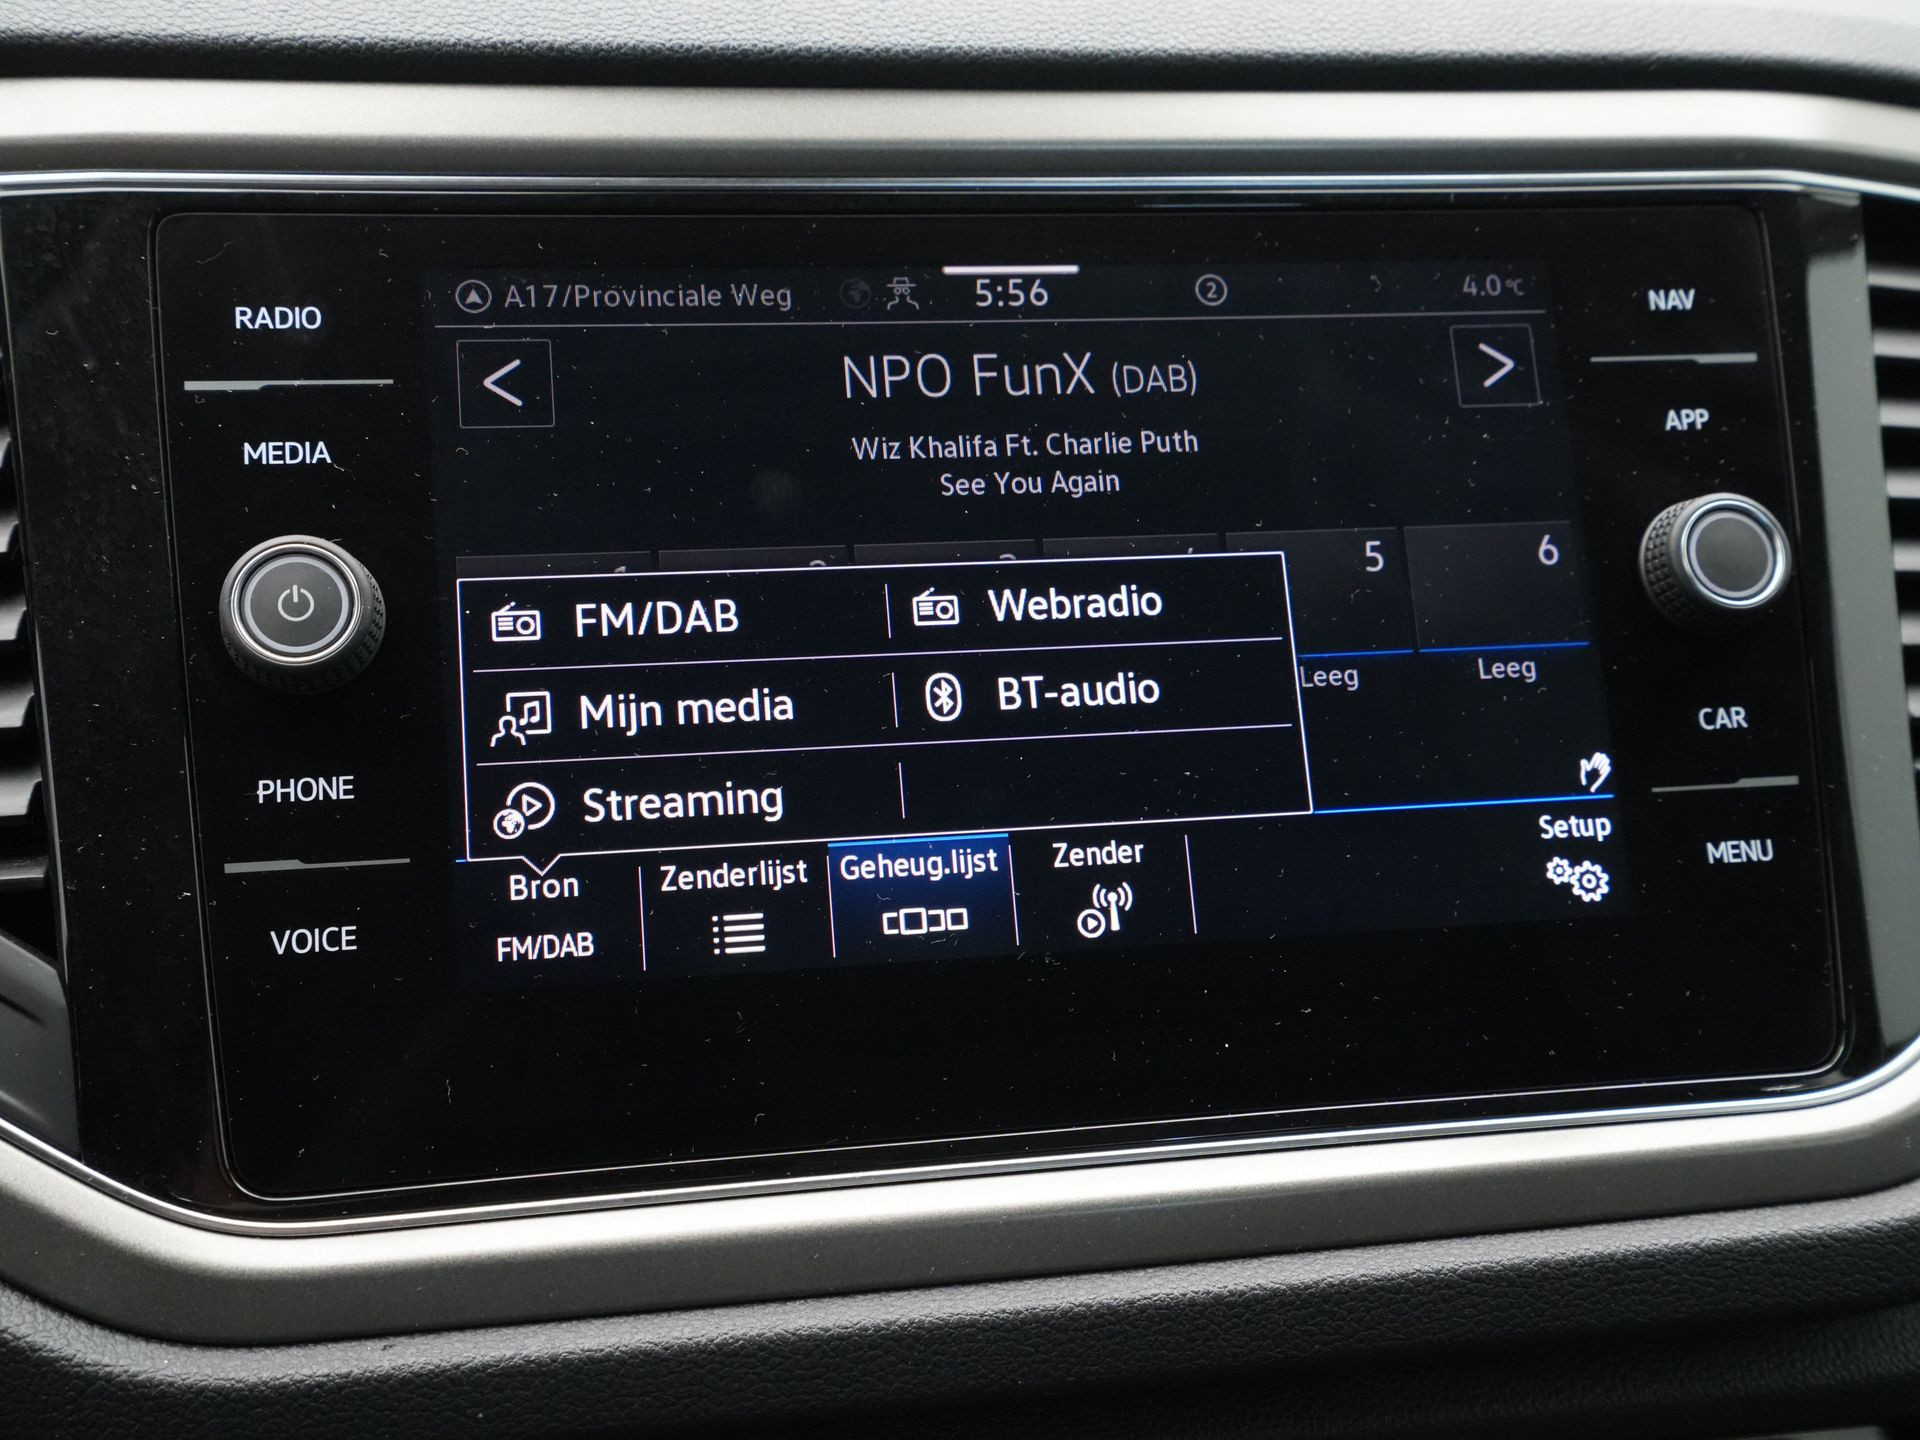 A17/Provinciale Weg 5:56 2 4.0°C
RADIO
MEDIA
PHONE
VOICE
NPO FunX (DAB)
Wiz Khalifa Ft. Charlie Puth
See You Again
5 6
FM/DAB Webradio
Mijn media BT-audio
Streaming
Leeg Leeg
Bron Zenderlijst Geheug.lijst Zender Setup
FM/DAB
NAV
APP
CAR
MENU